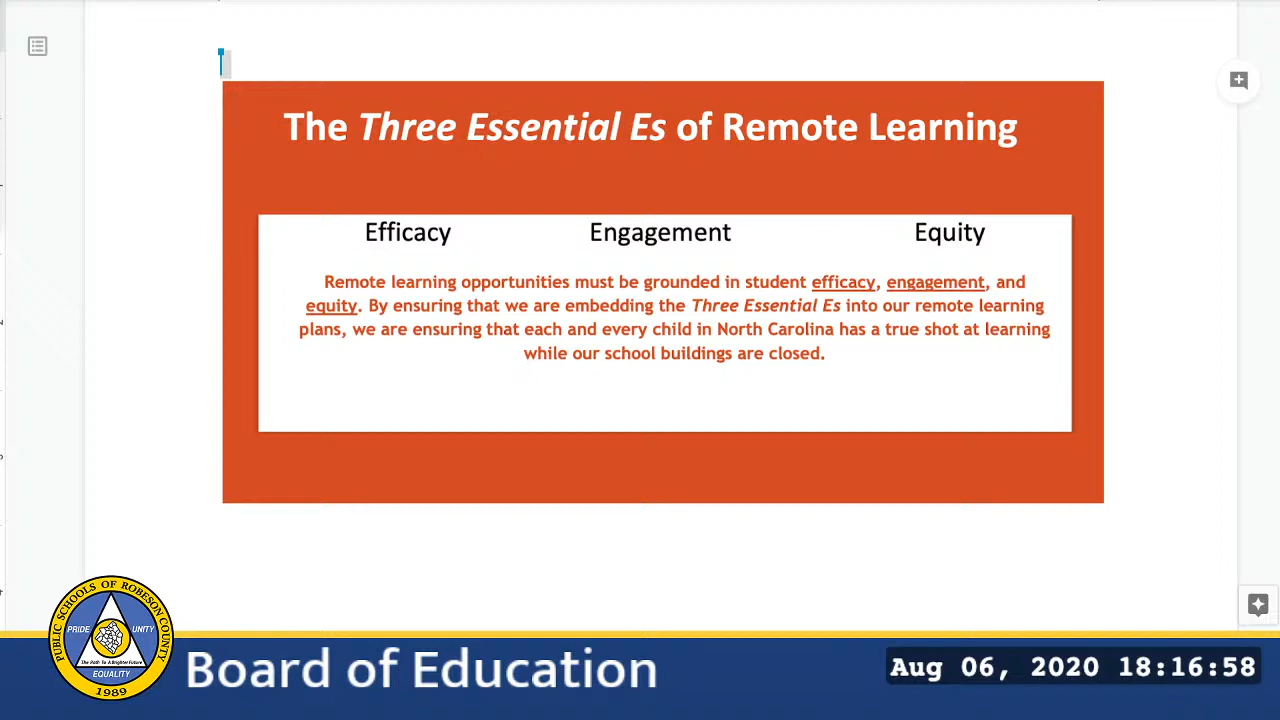 The Three Essential Es of Remote Learning
Efficacy Engagement Equity
Remote learning opportunities must be grounded in student efficacy, engagement, and
equity. By ensuring that we are embedding the Three Essential Es into our remote learning
plans, we are ensuring that each and every child in North Carolina has a true shot at learning
while our school buildings are closed.
PUBLIC SCHOOLS OF ROBESON COUNTY
PRIDE UNITY
The Path To A Brighter Future
EQUALITY
1989
Board of Education
Aug 06, 2020 18:16:58